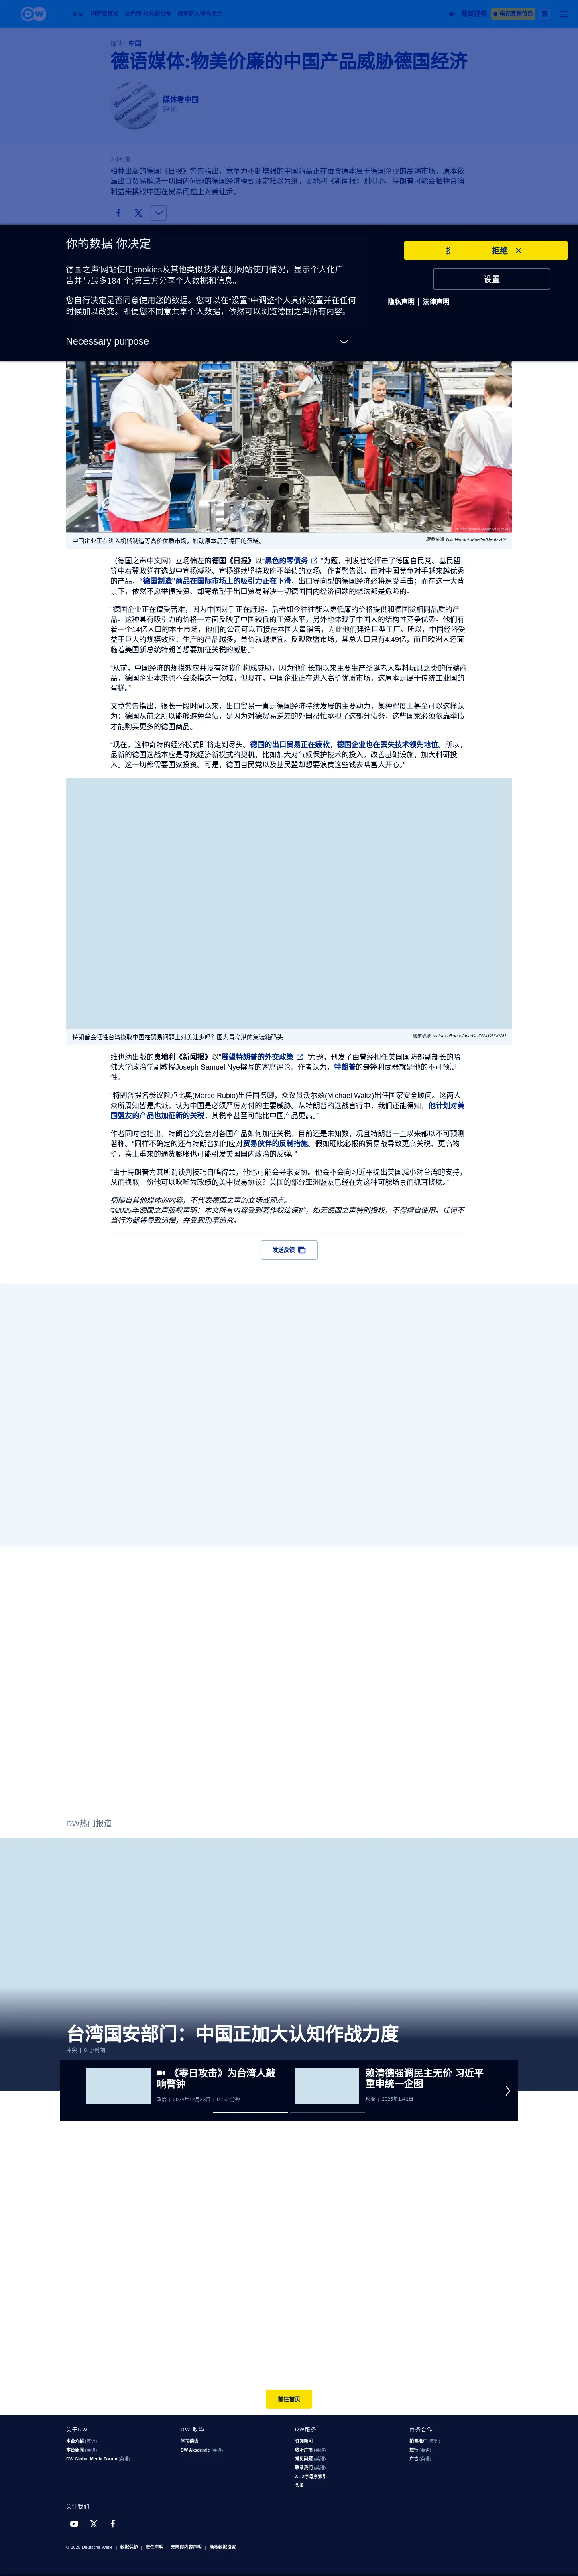 DW
最新视频
电视直播节目
媒体 | 中国
德语媒体:物美价廉的中国产品威胁德国经济
媒体看中国
评论
3 小时前
柏林出版的德国《日报》警告指出，竞争力不断增强的中国商品正在蚕食原本属于德国企业的高端市场，原本依
靠出口贸易解决一切国内问题的德国经济模式注定难以为继。奥地利《新闻报》则担心，特朗普可能会牺牲台湾
利益来换取中国在贸易问题上对美让步。
你的数据 你决定
拒绝
德国之声'网站使用cookies及其他类似技术监测网站使用情况，显示个人化广
告并与最多184 个;第三方分享个人数据和信息。
设置
您自行决定是否同意使用您的数据。您可以在“设置”中调整个人具体设置并在任何
时候加以改变。即便您不同意共享个人数据，依然可以浏览德国之声所有内容。
隐私声明 | 法律声明
Necessary purpose
中国企业正在进入机械制造等高价优质市场，触动原本属于德国的蛋糕。
图像来源: Nils Hendrik Mueller/Deutz AG
（德国之声中文网）立场偏左的德国《日报》以“黑色的零债务 ”为题，刊发社论抨击了德国自民党、基民盟
等中右翼政党在选战中宣扬减税、宣扬继续坚持政府不举债的立场。作者警告说，面对中国竞争对手越来越优秀
的产品，“德国制造”商品在国际市场上的吸引力正在下滑，出口导向型的德国经济必将遭受重击；而在这一大背
景下，依然不愿举债投资、却寄希望于出口贸易解决一切德国国内经济问题的想法都是危险的。
“德国企业正在遭受苦难，因为中国对手正在赶超。后者如今往往能以更低廉的价格提供和德国货相同品质的产
品。这种具有吸引力的价格一方面反映了中国较低的工资水平，另外也体现了中国人的结构性竞争优势。他们有
着一个14亿人口的本土市场，他们的公司可以直接在本国大量销售，为此他们建造巨型工厂。所以，中国经济受
益于巨大的规模效应：生产的产品越多，单价就越便宜。反观欧盟市场，其总人口只有4.49亿，而且欧洲人还面
临着美国新总统特朗普想要加征关税的威胁。”
“从前，中国经济的规模效应并没有对我们构成威胁，因为他们长期以来主要生产圣诞老人塑料玩具之类的低端商
品，德国企业本来也不会染指这一领域。但现在，中国企业正在进入高价优质市场，这原本是属于传统工业国的
蛋糕。”
文章警告指出，很长一段时间以来，出口贸易一直是德国经济持续发展的主要动力，某种程度上甚至可以这样认
为：德国从前之所以能够避免举债，是因为对德贸易逆差的外国帮忙承担了这部分债务，这些国家必须依靠举债
才能购买更多的德国商品。
“现在，这种奇特的经济模式即将走到尽头。德国的出口贸易正在疲软，德国企业也在丢失技术领先地位。所以，
最新的德国选战本应是寻找经济新模式的契机，比如加大对气候保护技术的投入，改善基础设施，加大科研投
入。这一切都需要国家投资。可是，德国自民党以及基民盟却想要浪费这些钱去哄富人开心。”
特朗普会牺牲台湾换取中国在贸易问题上对美让步吗？图为青岛港的集装箱码头
图像来源: picture alliance/dpa/CHINATOPIX/AP
维也纳出版的奥地利《新闻报》以“展望特朗普的外交政策 ”为题，刊发了由曾经担任美国国防部副部长的哈
佛大学政治学副教授Joseph Samuel Nye撰写的客席评论。作者认为，特朗普的最锋利武器就是他的不可预测
性。
“特朗普提名参议院卢比奥(Marco Rubio)出任国务卿，众议员沃尔兹(Michael Waltz)出任国家安全顾问。这两人
众所周知皆是鹰派，认为中国是必须严厉对付的主要威胁。从特朗普的选战言行中，我们还能得知，他计划对美
国盟友的产品也加征新的关税，其税率甚至可能比中国产品更高。”
作者同时也指出，特朗普究竟会对各国产品如何加征关税，目前还是未知数，况且特朗普一直以来都以不可预测
著称。“同样不确定的还有特朗普如何应对贸易伙伴的反制措施。假如睚眦必报的贸易战导致更高关税、更高物
价，卷土重来的通货膨胀也可能引发美国国内政治的反弹。”
“由于特朗普为其所谓谈判技巧自鸣得意，他也可能会寻求妥协。他会不会向习近平提出美国减小对台湾的支持，
从而换取一份他可以吹嘘为政绩的美中贸易协议？美国的部分亚洲盟友已经在为这种可能场景而抓耳挠腮。”
摘编自其他媒体的内容，不代表德国之声的立场或观点。
©2025年德国之声版权声明：本文所有内容受到著作权法保护，如无德国之声特别授权，不得擅自使用。任何不
当行为都将导致追偿，并受到刑事追究。
发送反馈
DW热门报道
台湾国安部门：中国正加大认知作战力度
冲突 | 6 小时前
《零日攻击》为台湾人敲
响警钟
政治 | 2024年12月23日 | 01:52 分钟
赖清德强调民主无价 习近平
重申统一企图
政治 | 2025年1月1日
前往首页
关于DW
本台介绍 (英语)
本台新闻 (英语)
DW Global Media Forum (英语)
DW 教学
学习德语
DW Akademie (英语)
DW服务
订阅新闻
收听广播 (英语)
常见问题 (英语)
联系我们 (英语)
A - Z字母序索引
头条
商务合作
销售推广 (英语)
旅行 (英语)
广告 (英语)
关注我们
© 2025 Deutsche Welle | 数据保护 | 责任声明 | 无障碍内容声明 | 隐私数据设置